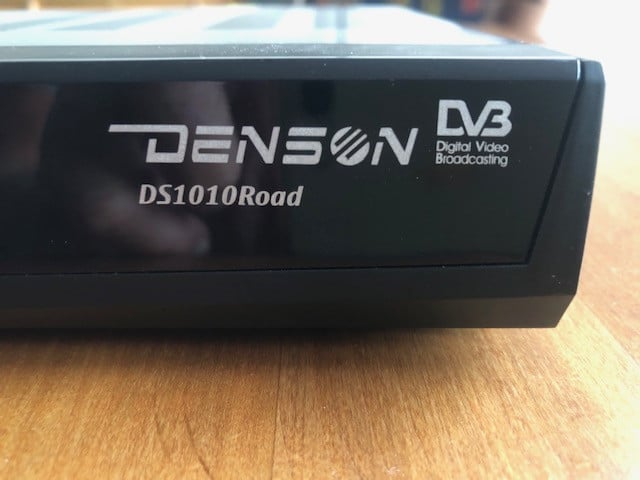 DENSON
DS1010Road
DVB
Digital Video
Broadcasting